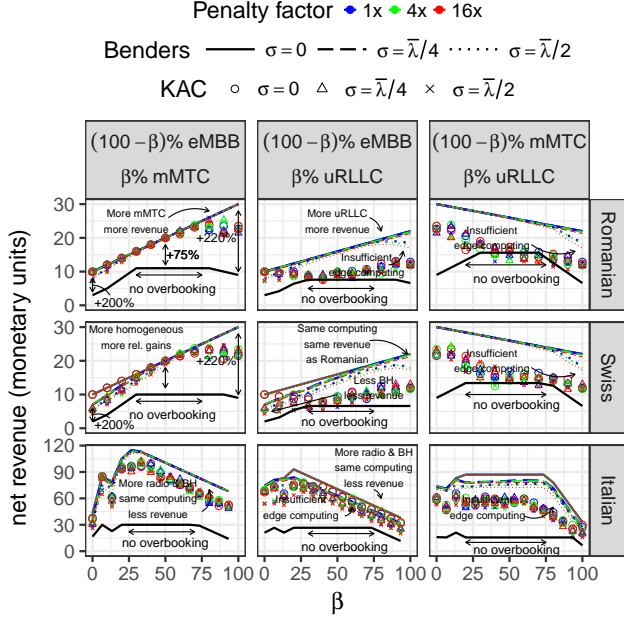 Penalty factor 1x 4x 16x
Benders σ=0 σ=λ̅/4 σ=λ̅/2
KAC σ=0 σ=λ̅/4 σ=λ̅/2
(100−β)% eMBB
β% mMTC
(100−β)% eMBB
β% uRLLC
(100−β)% mMTC
β% uRLLC
net revenue (monetary units)
30
20
10
0
More mMTC
more revenue
+75%
+220%
+200%
no overbooking
More uRLLC
more revenue
Insufficient
edge computing
no overbooking
Insufficient
edge computing
no overbooking
Romanian
30
20
10
0
More homogeneous
more rel. gains
+220%
+200%
no overbooking
Same computing
same revenue
as Romanian
Less BH
less revenue
no overbooking
Insufficient
edge computing
no overbooking
Swiss
120
90
60
30
0
More radio & BH
same computing
less revenue
no overbooking
More radio & BH
same computing
less revenue
Insufficient
edge computing
no overbooking
Insufficient
edge computing
no overbooking
Italian
0 25 50 75 100
0 25 50 75 100
0 25 50 75 100
β